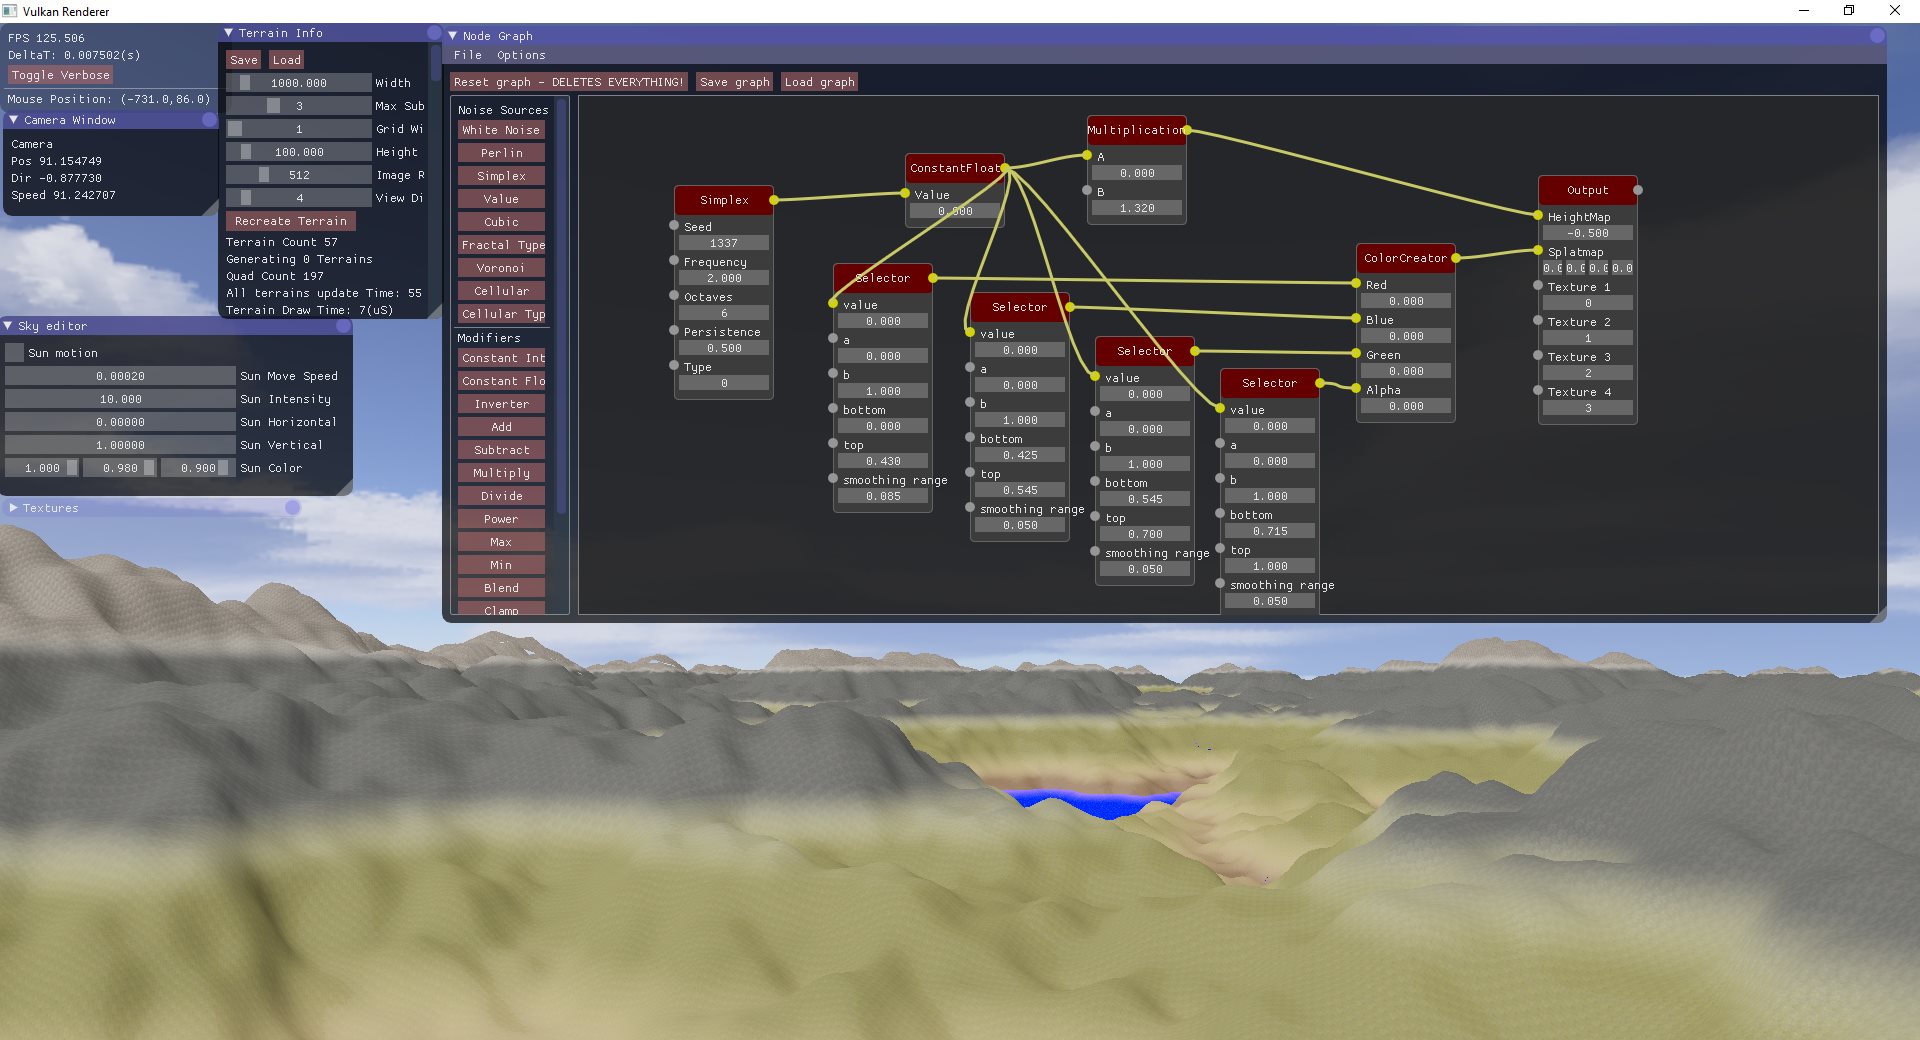 Vulkan Renderer
FPS 125.506
DeltaT: 0.007502(s)
Toggle Verbose
Mouse Position: (-731.0,86.0)
Camera Window
Camera
Pos 91.154749
Dir -0.877730
Speed 91.242707
Terrain Info
Save Load
1000.000 Width
3 Max Sub
1 Grid Wi
100.000 Height
512 Image R
4 View Di
Recreate Terrain
Terrain Count 57
Generating 0 Terrains
Quad Count 197
All terrains update Time: 55
Terrain Draw Time: 7(uS)
Sky editor
Sun motion
0.00020 Sun Move Speed
10.000 Sun Intensity
0.00000 Sun Horizontal
1.00000 Sun Vertical
1.000 0.980 0.900 Sun Color
Textures
Node Graph
File Options
Reset graph - DELETES EVERYTHING! Save graph Load graph
Noise Sources
White Noise
Perlin
Simplex
Value
Cubic
Fractal Type
Voronoi
Cellular
Cellular Typ
Modifiers
Constant Int
Constant Flo
Inverter
Add
Subtract
Multiply
Divide
Power
Max
Min
Blend
Clamp
Simplex
Seed
1337
Frequency
2.000
Octaves
6
Persistence
0.500
Type
0
ConstantFloat
Value
Multiplication
A
0.000
B
1.320
Selector
value
0.000
a
0.000
b
1.000
bottom
0.000
top
0.430
smoothing range
0.085
Selector
value
0.000
a
0.000
b
1.000
bottom
0.425
top
0.545
smoothing range
0.050
Selector
value
0.000
a
0.000
b
1.000
bottom
0.545
top
0.700
smoothing range
0.050
Selector
value
0.000
a
0.000
b
1.000
bottom
0.715
top
1.000
smoothing range
0.050
ColorCreator
Red
0.000
Blue
0.000
Green
0.000
Alpha
0.000
Output
HeightMap
-0.500
Splatmap
0.0 0.0 0.0 0.0
Texture 1
0
Texture 2
1
Texture 3
2
Texture 4
3